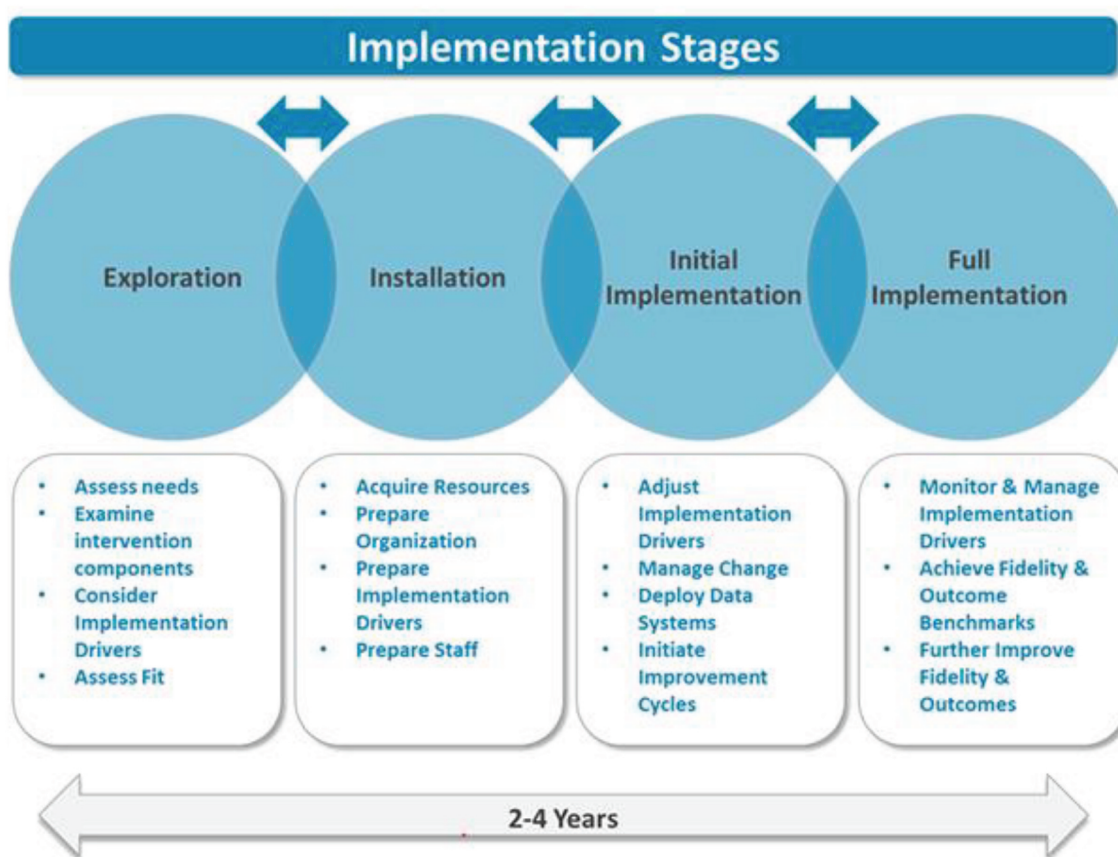 Implementation Stages
Exploration
Installation
Initial
Implementation
Full
Implementation
• Assess needs
• Examine
intervention
components
• Consider
Implementation
Drivers
• Assess Fit
• Acquire Resources
• Prepare
Organization
• Prepare
Implementation
Drivers
• Prepare Staff
• Adjust
Implementation
Drivers
• Manage Change
• Deploy Data
Systems
• Initiate
Improvement
Cycles
• Monitor & Manage
Implementation
Drivers
• Achieve Fidelity &
Outcome
Benchmarks
• Further Improve
Fidelity &
Outcomes
2-4 Years